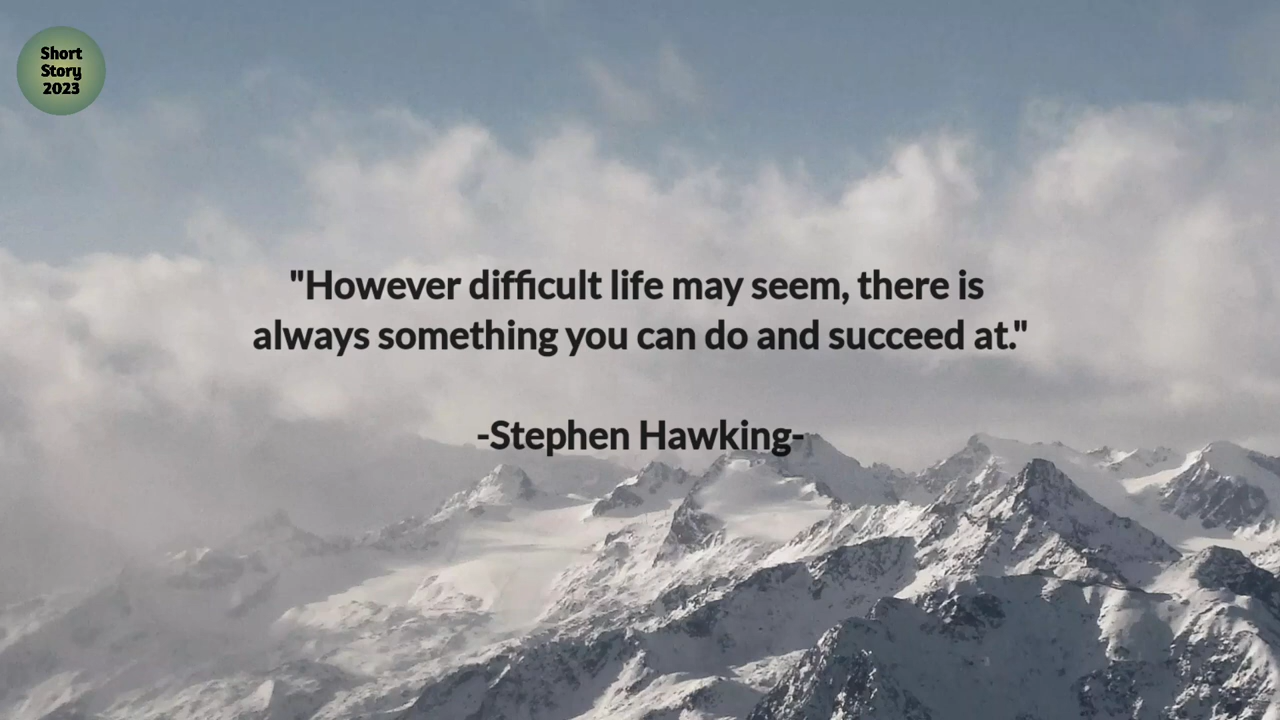 Short
Story
2023
"However difficult life may seem, there is
always something you can do and succeed at."
-Stephen Hawking-